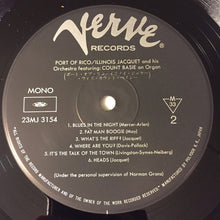 Verve
RECORDS
PORT OF RICO/ILLINOIS JACQUET and his
Orchestra featuring: COUNT BASIE on Organ
MONO
23MJ 3154
M
33
2
1. BLUES IN THE NIGHT (Mercer-Arlen)
2. FAT MAN BOOGIE (Moy)
3. WHAT'S THE RIFF? (Jacquet)
4. WHERE ARE YOU? (Davis-Pollack)
5. IT'S THE TALK OF THE TOWN (Livingston-Symes-Neiberg)
6. HEADS (Jacquet)
(Under the personal supervision of Norman Granz)